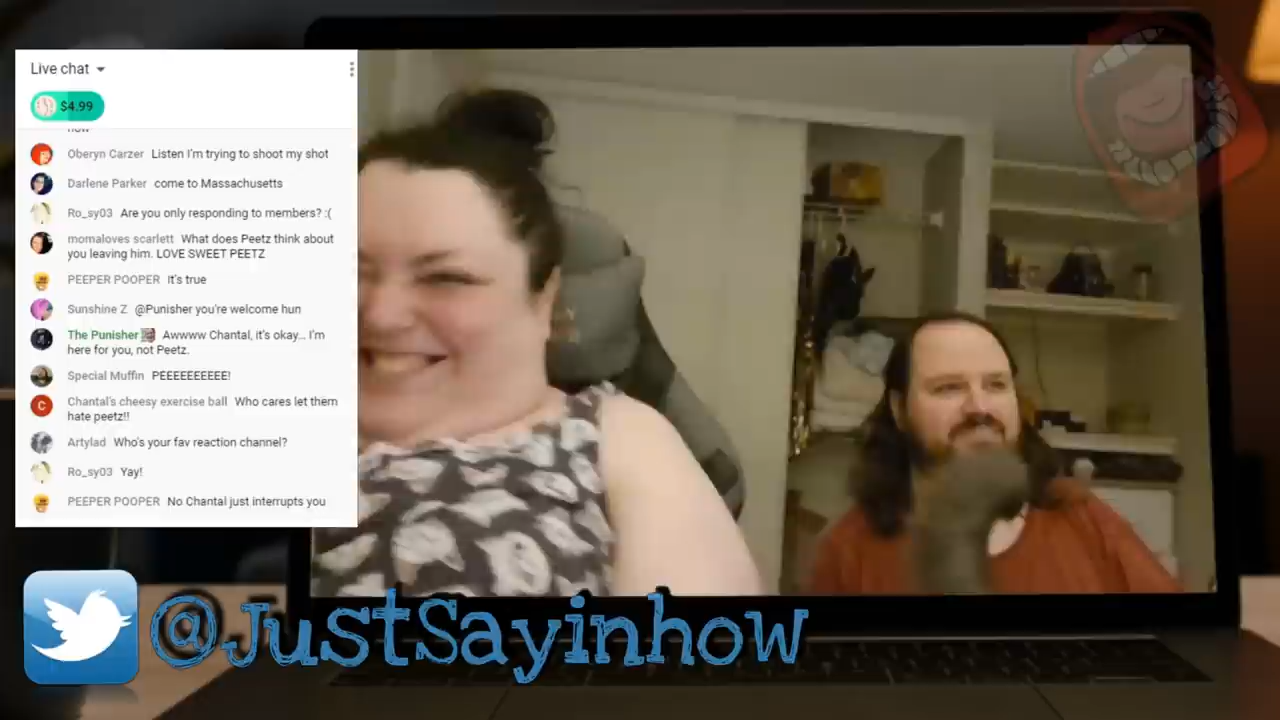 Live chat
$4.99
now
Oberyn Carzer Listen I'm trying to shoot my shot
Darlene Parker come to Massachusetts
Ro_sy03 Are you only responding to members? :(
momaloves scarlett What does Peetz think about
you leaving him. LOVE SWEET PEETZ
PEEPER POOPER It's true
Sunshine Z @Punisher you're welcome hun
The Punisher Awwww Chantal, it's okay... I'm
here for you, not Peetz.
Special Muffin PEEEEEEEEEE!
Chantal's cheesy exercise ball Who cares let them
hate peetz!!
C
Artylad Who's your fav reaction channel?
Ro_sy03 Yay!
PEEPER POOPER No Chantal just interrupts you
@JustSayinhow